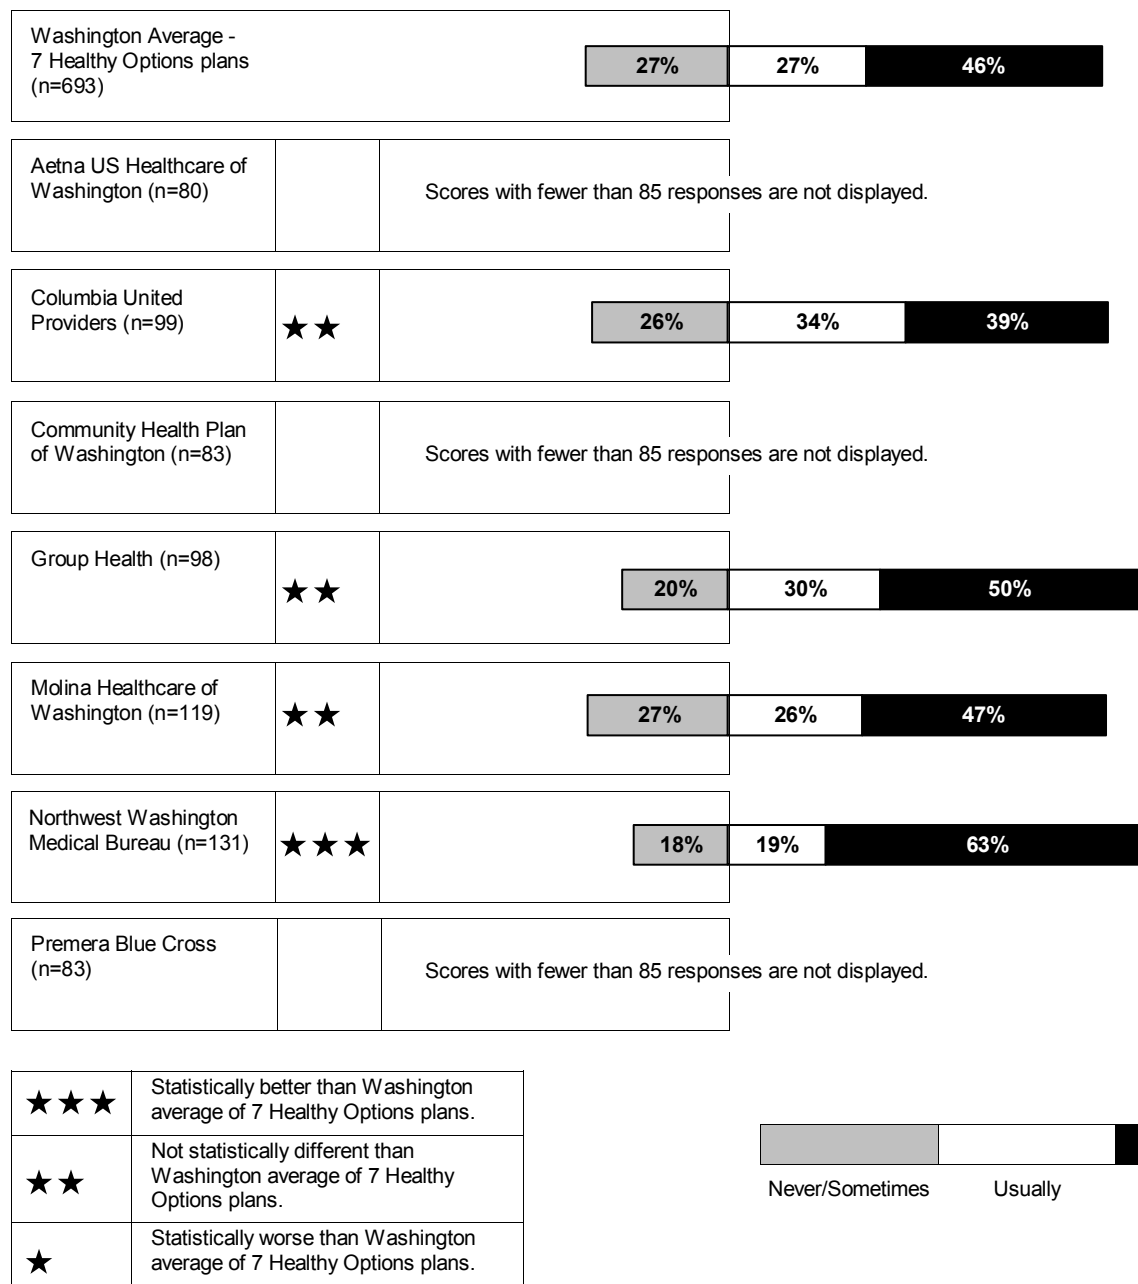 Washington Average -
7 Healthy Options plans
(n=693)
27% 27% 46%
Aetna US Healthcare of
Washington (n=80)
Scores with fewer than 85 responses are not displayed.
Columbia United
Providers (n=99)
★★
26% 34% 39%
Community Health Plan
of Washington (n=83)
Scores with fewer than 85 responses are not displayed.
Group Health (n=98)
★★
20% 30% 50%
Molina Healthcare of
Washington (n=119)
★★
27% 26% 47%
Northwest Washington
Medical Bureau (n=131)
★★★
18% 19% 63%
Premera Blue Cross
(n=83)
Scores with fewer than 85 responses are not displayed.
★★★
Statistically better than Washington
average of 7 Healthy Options plans.
★★
Not statistically different than
Washington average of 7 Healthy
Options plans.
★
Statistically worse than Washington
average of 7 Healthy Options plans.
Never/Sometimes Usually